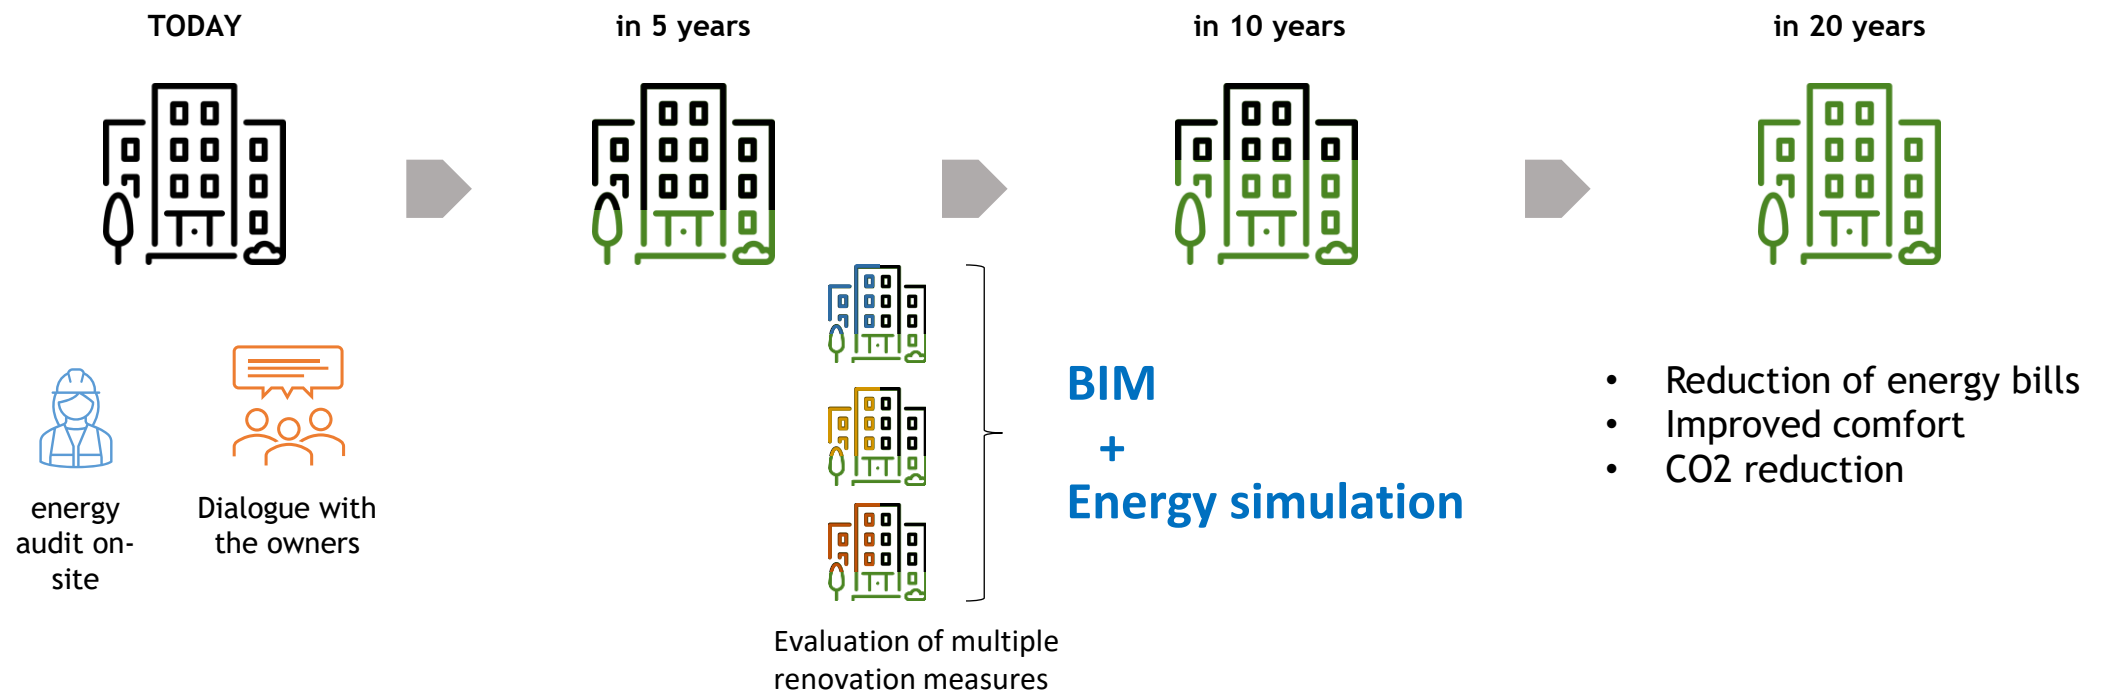 TODAY
in 5 years
in 10 years
in 20 years
energy
audit on-
site
Dialogue with
the owners
Evaluation of multiple
renovation measures
BIM
+
Energy simulation
• Reduction of energy bills
• Improved comfort
• CO2 reduction